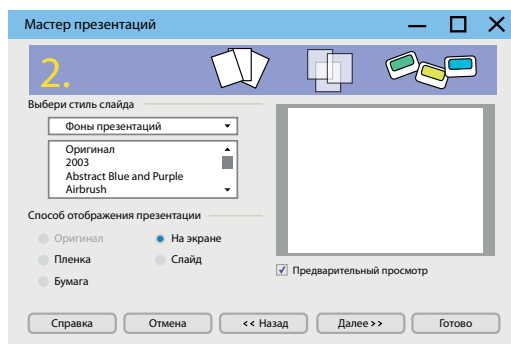 Мастер презентаций
2.
Выбери стиль слайда
Фоны презентаций
Оригинал
2003
Abstract Blue and Purple
Airbrush
Способ отображения презентации
Оригинал
На экране
Пленка
Слайд
Бумага
Предварительный просмотр
Справка
Отмена
<< Назад
Далее >>
Готово